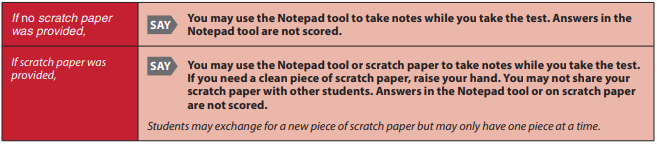 If no scratch paper was provided,
SAY
You may use the Notepad tool to take notes while you take the test. Answers in the
Notepad tool are not scored.
If scratch paper was provided,
SAY
You may use the Notepad tool or scratch paper to take notes while you take the test.
If you need a clean piece of scratch paper, raise your hand. You may not share your
scratch paper with other students. Answers in the Notepad tool or on scratch paper
are not scored.
Students may exchange for a new piece of scratch paper but may only have one piece at a time.